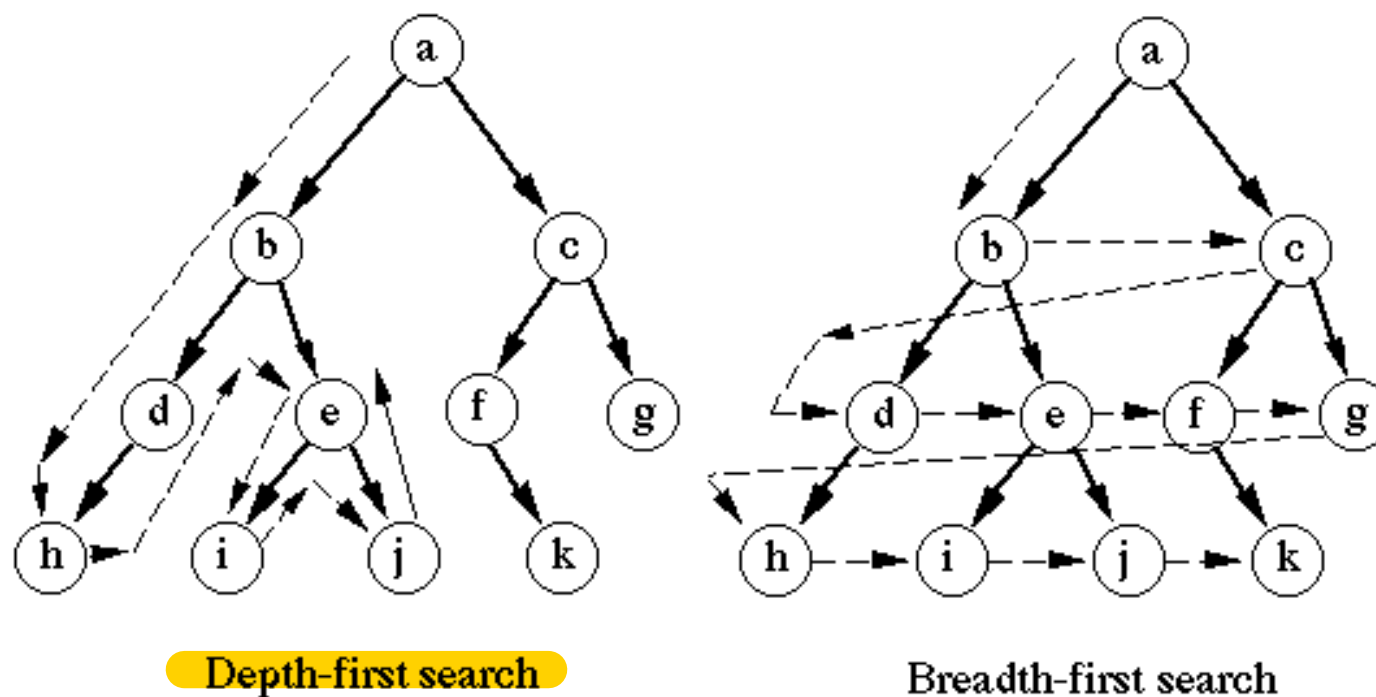 a
b c
d e f g
h i j k
Depth-first search
a
b c
d e f g
h i j k
Breadth-first search